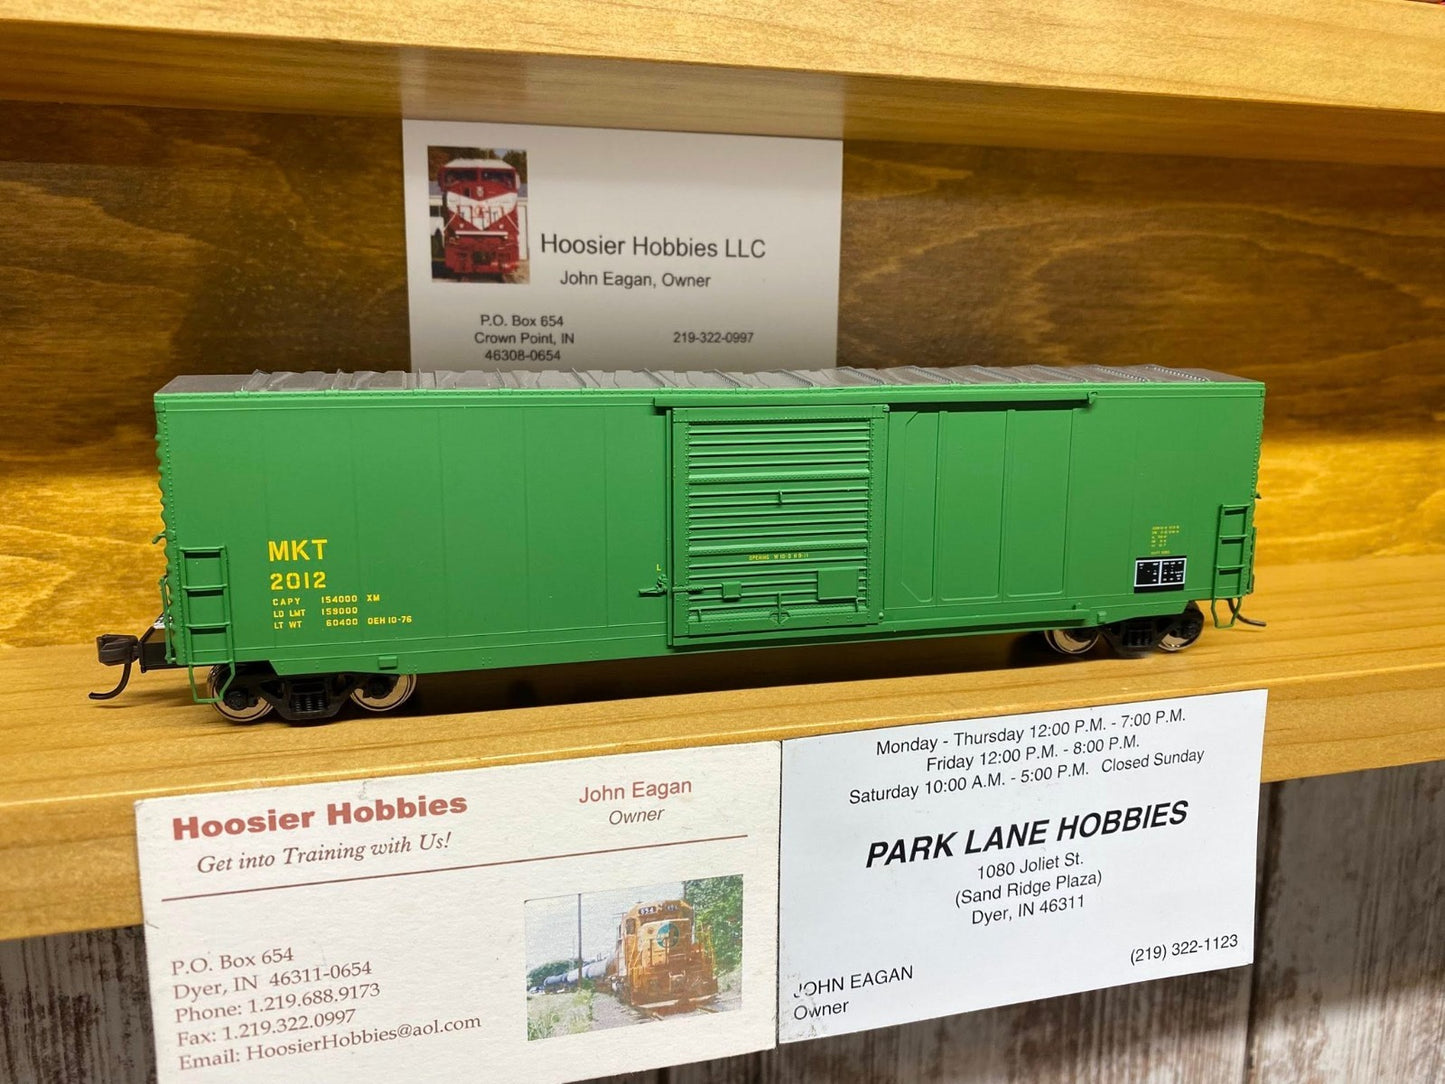 Hoosier Hobbies LLC
John Eagan, Owner
P.O. Box 654
Crown Point, IN
46308-0654
219-322-0997
MKT
2012
CAPY 154000 XM
LD LMT 159000
LT WT 60400 OEH 10-76
L
OPENING
Hoosier Hobbies
Get into Training with Us!
John Eagan
Owner
P.O. Box 654
Dyer, IN 46311-0654
Phone: 1.219.688.9173
Fax: 1.219.322.0997
Email: HoosierHobbies@aol.com
Monday - Thursday 12:00 P.M. - 7:00 P.M.
Friday 12:00 P.M. - 8:00 P.M.
Saturday 10:00 A.M. - 5:00 P.M. Closed Sunday
PARK LANE HOBBIES
1080 Joliet St.
(Sand Ridge Plaza)
Dyer, IN 46311
(219) 322-1123
JOHN EAGAN
Owner